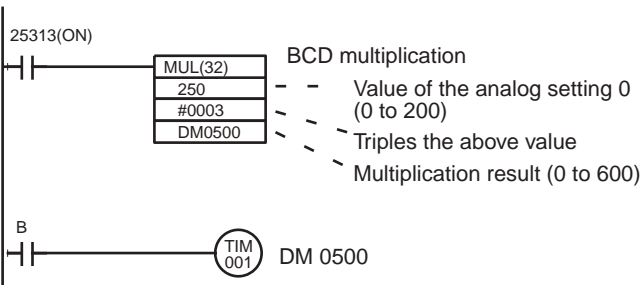 25313(ON)
MUL(32)
250
#0003
DM0500
BCD multiplication
Value of the analog setting 0
(0 to 200)
Triples the above value
Multiplication result (0 to 600)
B
TIM
001
DM 0500